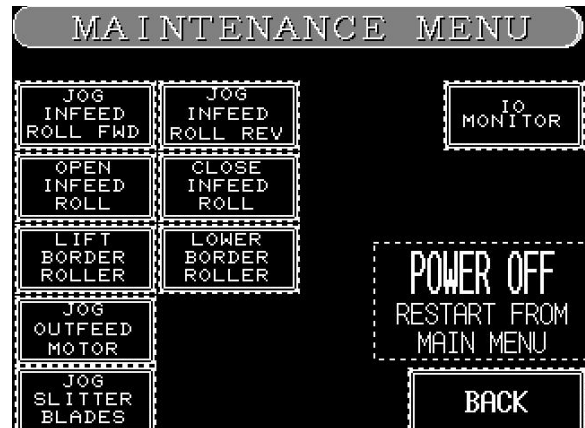 MAINTENANCE MENU
JOG
INFEED
ROLL FWD
JOG
INFEED
ROLL REV
IO
MONITOR
OPEN
INFEED
ROLL
CLOSE
INFEED
ROLL
LIFT
BORDER
ROLLER
LOWER
BORDER
ROLLER
POWER OFF
RESTART FROM
MAIN MENU
JOG
OUTFEED
MOTOR
JOG
SLITTER
BLADES
BACK